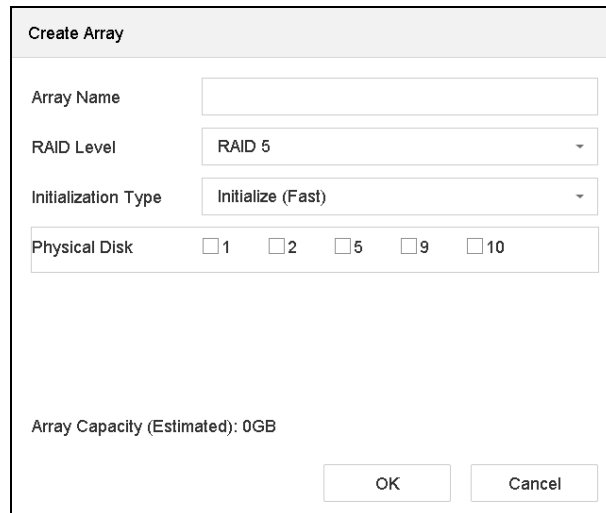 Create Array
Array Name
RAID Level RAID 5
Initialization Type Initialize (Fast)
Physical Disk 1 2 5 9 10
Array Capacity (Estimated): 0GB
OK Cancel